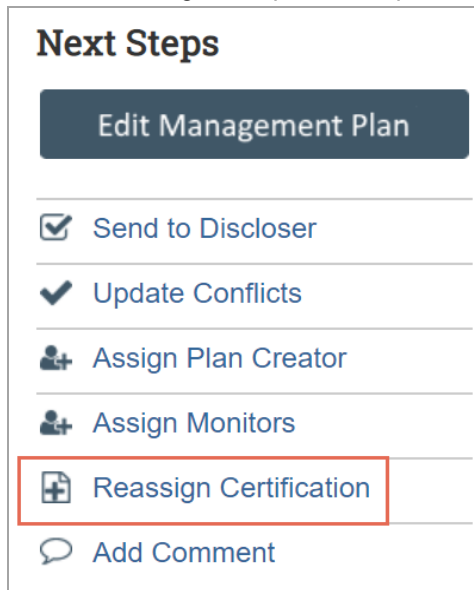 Next Steps
Edit Management Plan
Send to Discloser
Update Conflicts
Assign Plan Creator
Assign Monitors
Reassign Certification
Add Comment